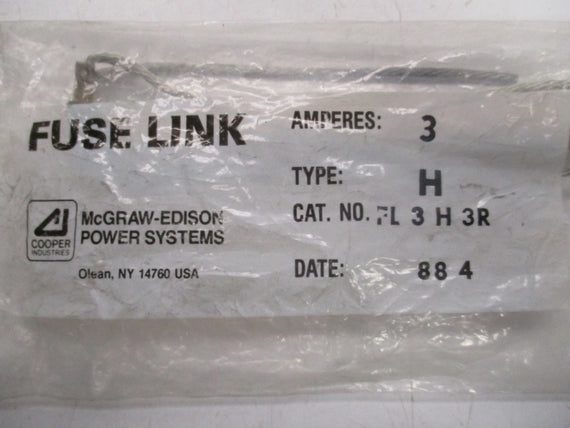 FUSE LINK
AMPERES: 3
TYPE: H
CAT. NO. FL 3 H 3R
DATE: 88 4
COOPER
INDUSTRIES
McGRAW-EDISON
POWER SYSTEMS
Olean, NY 14760 USA